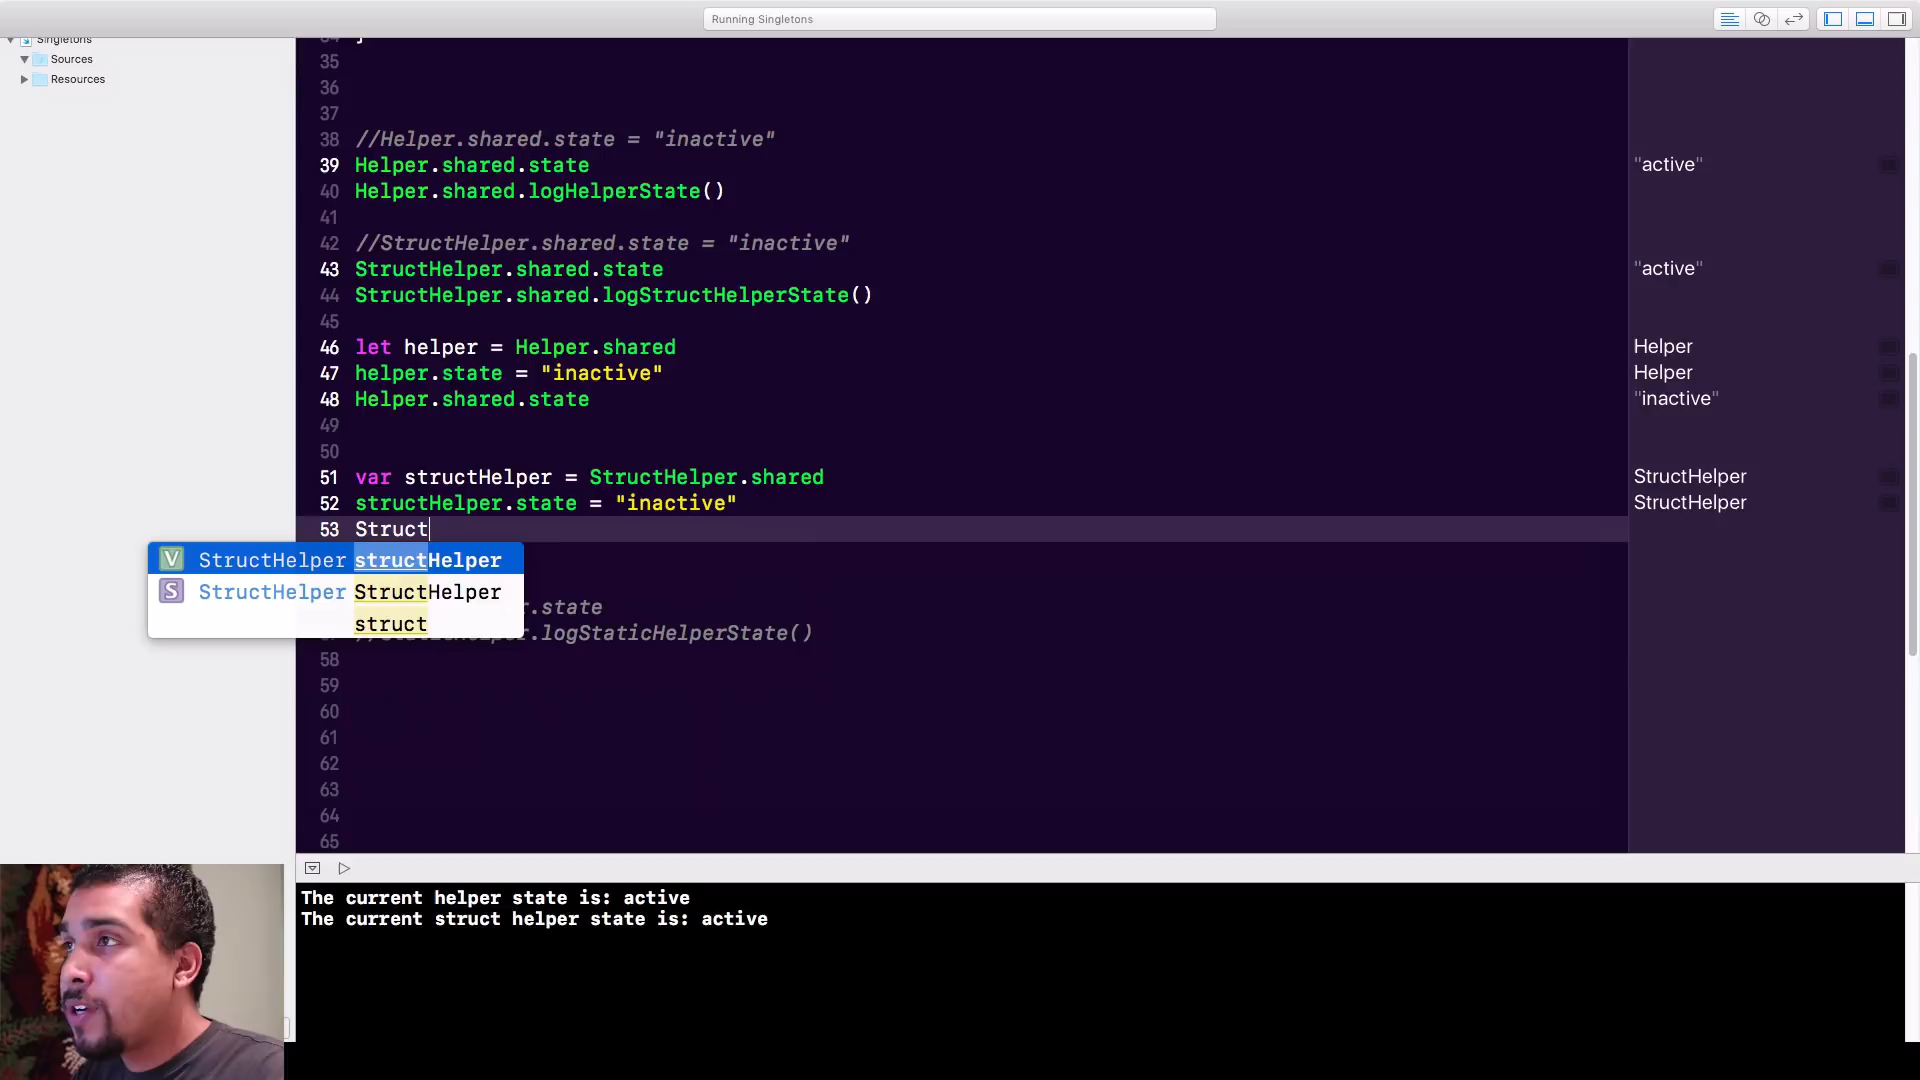 Running Singletons
Singletons
Sources
Resources
34 }
35
36
37
38 //Helper.shared.state = "inactive"
39 Helper.shared.state "active"
40 Helper.shared.logHelperState()
41
42 //StructHelper.shared.state = "inactive"
43 StructHelper.shared.state "active"
44 StructHelper.shared.logStructHelperState()
45
46 let helper = Helper.shared Helper
47 helper.state = "inactive" Helper
48 Helper.shared.state "inactive"
49
50
51 var structHelper = StructHelper.shared StructHelper
52 structHelper.state = "inactive" StructHelper
53 Struct
V StructHelper structHelper
S StructHelper StructHelper
r.state
struct
.logStaticHelperState()
58
59
60
61
62
63
64
65
The current helper state is: active
The current struct helper state is: active